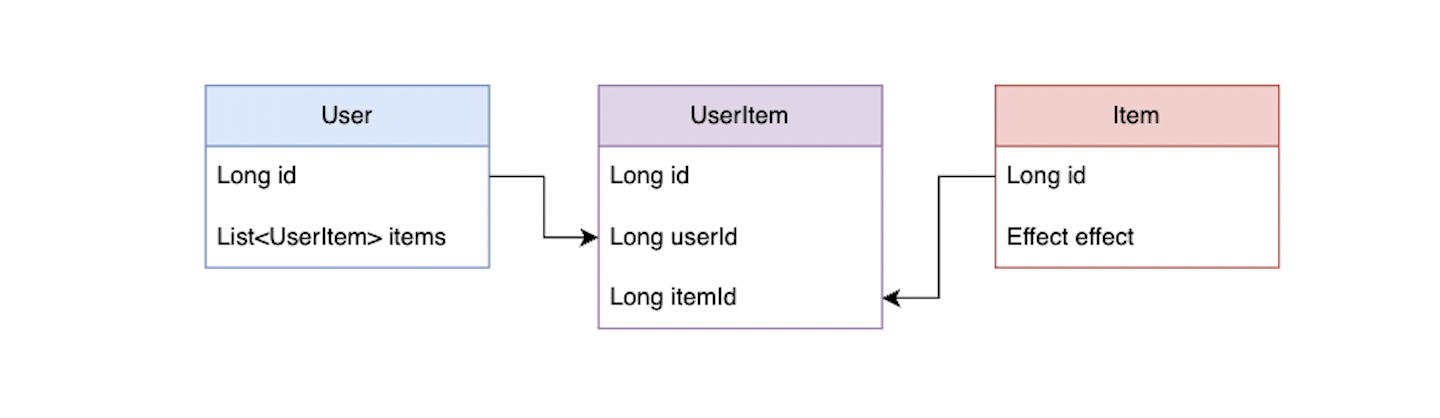 User
Long id
List<UserItem> items
UserItem
Long id
Long userId
Long itemId
Item
Long id
Effect effect